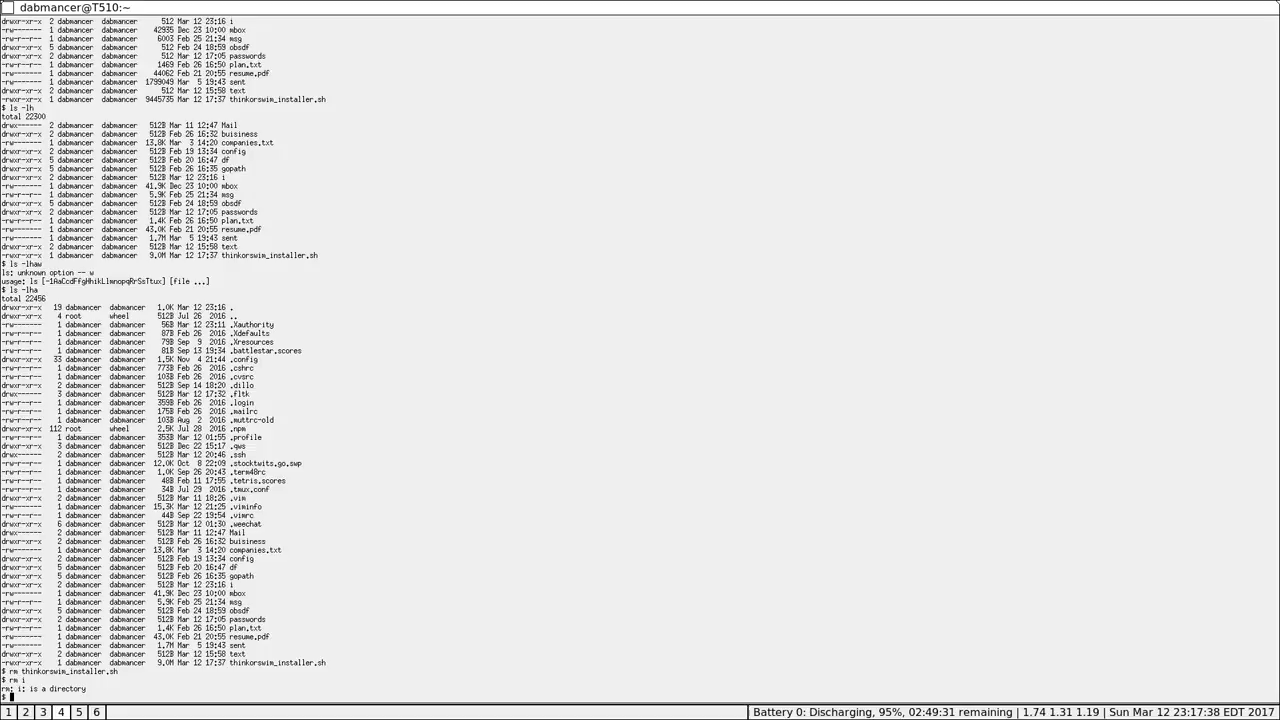 dabmancer@T510:~
drwxr-xr-x  2 dabmancer  dabmancer      512 Mar 12 23:16 i
-rw-------  1 dabmancer  dabmancer    42935 Dec 23 10:00 mbox
-rw-r--r--  1 dabmancer  dabmancer     6003 Feb 25 21:34 msg
drwxr-xr-x  5 dabmancer  dabmancer      512 Feb 24 18:59 obsdf
drwxr-xr-x  2 dabmancer  dabmancer      512 Mar 12 17:05 passwords
-rw-r--r--  1 dabmancer  dabmancer     1469 Feb 26 16:50 plan.txt
-rw-------  1 dabmancer  dabmancer    44062 Feb 21 20:55 resume.pdf
-rw-------  1 dabmancer  dabmancer  1799049 Mar  5 19:43 sent
drwxr-xr-x  2 dabmancer  dabmancer      512 Mar 12 15:58 text
-rwxr-xr-x  1 dabmancer  dabmancer  9445735 Mar 12 17:37 thinkorswim_installer.sh
$ ls -lh
total 22300
drwx------  2 dabmancer  dabmancer   512B Mar 11 12:47 Mail
drwxr-xr-x  2 dabmancer  dabmancer   512B Feb 26 16:32 buisiness
-rw-r--r--  1 dabmancer  dabmancer  13.8K Mar  3 14:20 companies.txt
drwxr-xr-x  2 dabmancer  dabmancer   512B Feb 19 13:34 config
drwxr-xr-x  5 dabmancer  dabmancer   512B Feb 20 16:47 df
drwxr-xr-x  5 dabmancer  dabmancer   512B Feb 26 16:35 gopath
drwxr-xr-x  2 dabmancer  dabmancer   512B Mar 12 23:16 i
-rw-------  1 dabmancer  dabmancer  41.9K Dec 23 10:00 mbox
-rw-r--r--  1 dabmancer  dabmancer   5.9K Feb 25 21:34 msg
drwxr-xr-x  5 dabmancer  dabmancer   512B Feb 24 18:59 obsdf
drwxr-xr-x  2 dabmancer  dabmancer   512B Mar 12 17:05 passwords
-rw-r--r--  1 dabmancer  dabmancer   1.4K Feb 26 16:50 plan.txt
-rw-------  1 dabmancer  dabmancer  43.0K Feb 21 20:55 resume.pdf
-rw-------  1 dabmancer  dabmancer   1.7M Mar  5 19:43 sent
drwxr-xr-x  2 dabmancer  dabmancer   512B Mar 12 15:58 text
-rwxr-xr-x  1 dabmancer  dabmancer   9.0M Mar 12 17:37 thinkorswim_installer.sh
$ ls -lhaw
ls: unknown option -- w
usage: ls [-1AaCcdFfgHhikLlmnopqRrSsTtux] [file ...]
$ ls -lha
total 22456
drwxr-xr-x   19 dabmancer  dabmancer   1.0K Mar 12 23:16 .
drwxr-xr-x    4 root       wheel       512B Jul 26  2016 ..
-rw-------    1 dabmancer  dabmancer    56B Mar 12 23:11 .Xauthority
-rw-r--r--    1 dabmancer  dabmancer    87B Feb 26  2016 .Xdefaults
-rw-r--r--    1 dabmancer  dabmancer    79B Sep  9  2016 .Xresources
-rw-r--r--    1 dabmancer  dabmancer    81B Sep 13 19:34 .battlestar.scores
drwxr-xr-x   33 dabmancer  dabmancer   1.5K Nov  4 21:44 .config
-rw-r--r--    1 dabmancer  dabmancer   773B Feb 26  2016 .cshrc
-rw-r--r--    1 dabmancer  dabmancer   103B Feb 26  2016 .cvsrc
drwxr-xr-x    2 dabmancer  dabmancer   512B Sep 14 18:20 .dillo
drwx------    3 dabmancer  dabmancer   512B Mar 12 17:32 .fltk
-rw-r--r--    1 dabmancer  dabmancer   359B Feb 26  2016 .login
-rw-r--r--    1 dabmancer  dabmancer   175B Feb 26  2016 .mailrc
-rw-r--r--    1 dabmancer  dabmancer   103B Aug  2  2016 .muttrc-old
drwxr-xr-x  112 root       wheel       2.5K Jul 28  2016 .npm
-rw-r--r--    1 dabmancer  dabmancer   353B Mar 12 01:55 .profile
drwxr-xr-x    3 dabmancer  dabmancer   512B Dec 22 15:17 .qws
drwx------    2 dabmancer  dabmancer   512B Mar 12 20:46 .ssh
-rw-r--r--    1 dabmancer  dabmancer  12.0K Oct  8 22:09 .stocktwits.go.swp
-rw-r--r--    1 dabmancer  dabmancer   1.0K Sep 26 20:43 .term48rc
-rw-r--r--    1 dabmancer  dabmancer    48B Feb 11 17:55 .tetris.scores
-rw-r--r--    1 dabmancer  dabmancer    34B Jul 29  2016 .tmux.conf
drwxr-xr-x    2 dabmancer  dabmancer   512B Mar 11 18:26 .vim
-rw-------    1 dabmancer  dabmancer  15.3K Mar 12 21:25 .viminfo
-rw-r--r--    1 dabmancer  dabmancer    44B Sep 22 19:54 .vimrc
drwxr-xr-x    6 dabmancer  dabmancer   512B Mar 12 01:30 .weechat
drwx------    2 dabmancer  dabmancer   512B Mar 11 12:47 Mail
drwxr-xr-x    2 dabmancer  dabmancer   512B Feb 26 16:32 buisiness
-rw-r--r--    1 dabmancer  dabmancer  13.8K Mar  3 14:20 companies.txt
drwxr-xr-x    2 dabmancer  dabmancer   512B Feb 19 13:34 config
drwxr-xr-x    5 dabmancer  dabmancer   512B Feb 20 16:47 df
drwxr-xr-x    5 dabmancer  dabmancer   512B Feb 26 16:35 gopath
drwxr-xr-x    2 dabmancer  dabmancer   512B Mar 12 23:16 i
-rw-------    1 dabmancer  dabmancer  41.9K Dec 23 10:00 mbox
-rw-r--r--    1 dabmancer  dabmancer   5.9K Feb 25 21:34 msg
drwxr-xr-x    5 dabmancer  dabmancer   512B Feb 24 18:59 obsdf
drwxr-xr-x    2 dabmancer  dabmancer   512B Mar 12 17:05 passwords
-rw-r--r--    1 dabmancer  dabmancer   1.4K Feb 26 16:50 plan.txt
-rw-------    1 dabmancer  dabmancer  43.0K Feb 21 20:55 resume.pdf
-rw-------    1 dabmancer  dabmancer   1.7M Mar  5 19:43 sent
drwxr-xr-x    2 dabmancer  dabmancer   512B Mar 12 15:58 text
-rwxr-xr-x    1 dabmancer  dabmancer   9.0M Mar 12 17:37 thinkorswim_installer.sh
$ rm thinkorswim_installer.sh
$ rm i
rm: i: is a directory
$
1 2 3 4 5 6 Battery 0: Discharging, 95%, 02:49:31 remaining | 1.74 1.31 1.19 | Sun Mar 12 23:17:38 EDT 2017